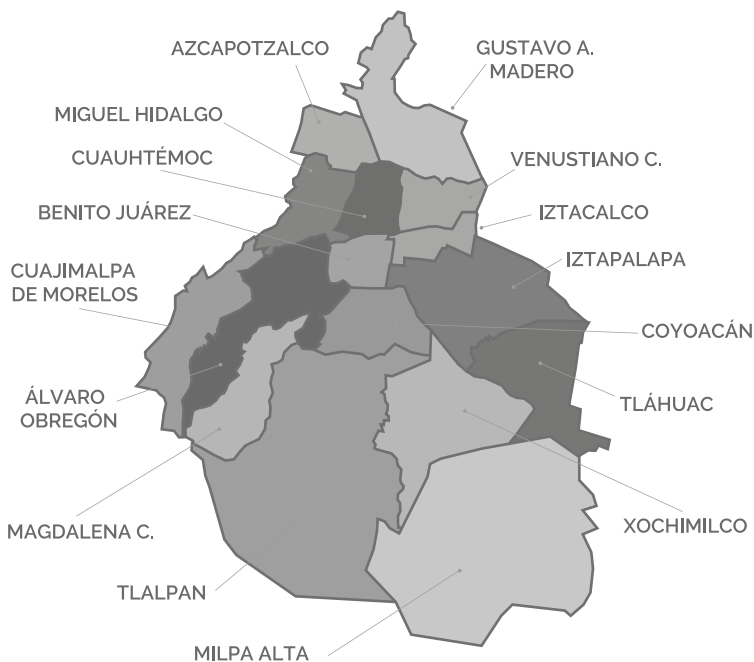 AZCAPOTZALCO
GUSTAVO A.
MADERO
MIGUEL HIDALGO
CUAUHTÉMOC
VENUSTIANO C.
BENITO JUÁREZ
IZTACALCO
IZTAPALAPA
CUAJIMALPA
DE MORELOS
COYOACÁN
ÁLVARO
OBREGÓN
TLÁHUAC
MAGDALENA C.
XOCHIMILCO
TLALPAN
MILPA ALTA